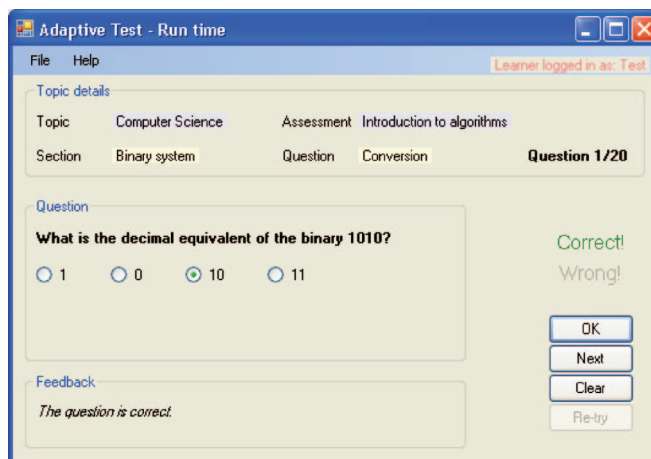 Adaptive Test - Run time
File Help
Learner logged in as: Test
Topic details
Topic Computer Science Assessment Introduction to algorithms
Section Binary system Question Conversion Question 1/20
Question
What is the decimal equivalent of the binary 1010?
1 0 10 11
Correct!
Wrong!
OK
Next
Clear
Re-try
Feedback
The question is correct.